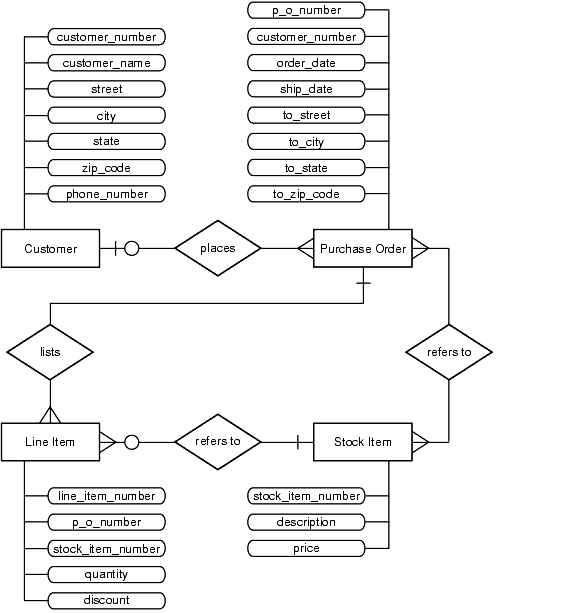 p_o_number
customer_number
customer_number
customer_name
order_date
street
ship_date
city
to_street
state
to_city
zip_code
to_state
phone_number
to_zip_code
Customer
places
Purchase Order
lists
refers to
Line Item
refers to
Stock Item
line_item_number
stock_item_number
p_o_number
description
stock_item_number
price
quantity
discount